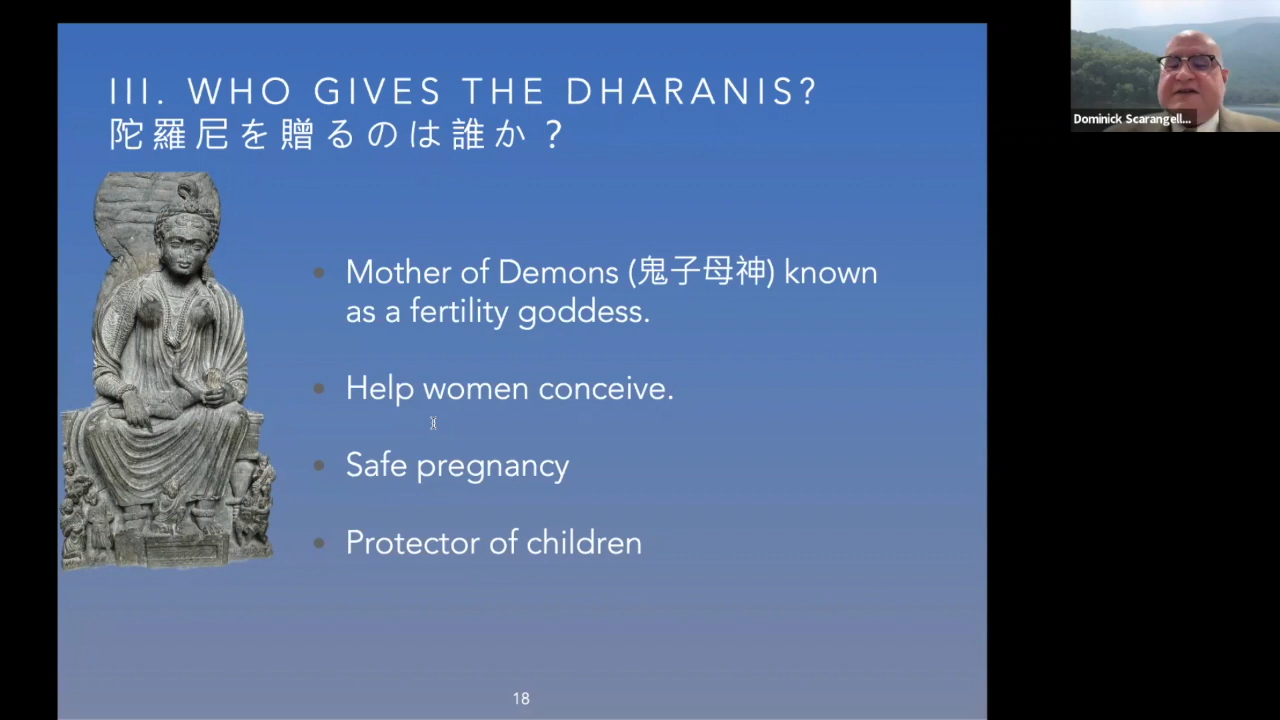 III. WHO GIVES THE DHARANIS?
陀羅尼を贈るのは誰か？
Mother of Demons (鬼子母神) known
as a fertility goddess.
Help women conceive.
Safe pregnancy
Protector of children
18
Dominick Scarangell...